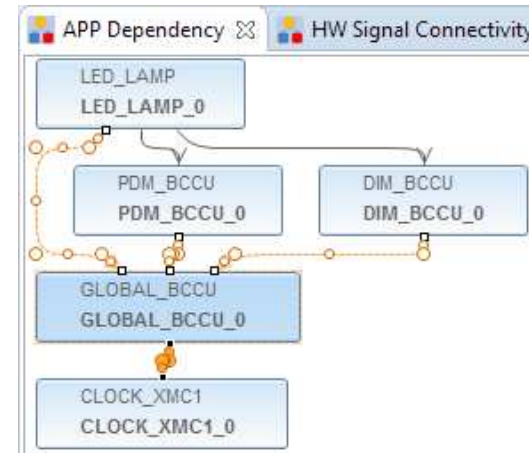 APP Dependency
HW Signal Connectivity
LED_LAMP
LED_LAMP_0
PDM_BCCU
PDM_BCCU_0
DIM_BCCU
DIM_BCCU_0
GLOBAL_BCCU
GLOBAL_BCCU_0
CLOCK_XMC1
CLOCK_XMC1_0